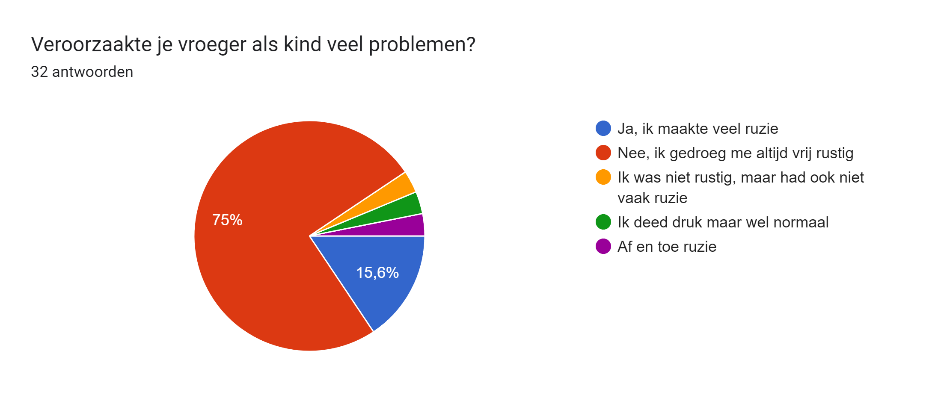 Veroorzaakte je vroeger als kind veel problemen?
32 antwoorden
Ja, ik maakte veel ruzie
Nee, ik gedroeg me altijd vrij rustig
Ik was niet rustig, maar had ook niet
vaak ruzie
Ik deed druk maar wel normaal
Af en toe ruzie
75%
15,6%